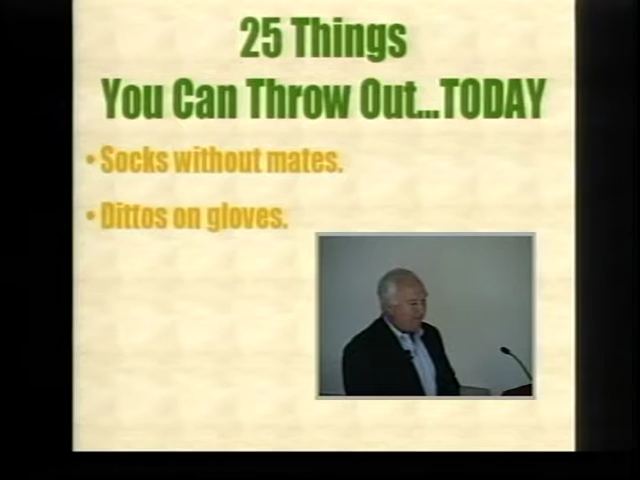 25 Things
You Can Throw Out...TODAY
• Socks without mates.
• Dittos on gloves.